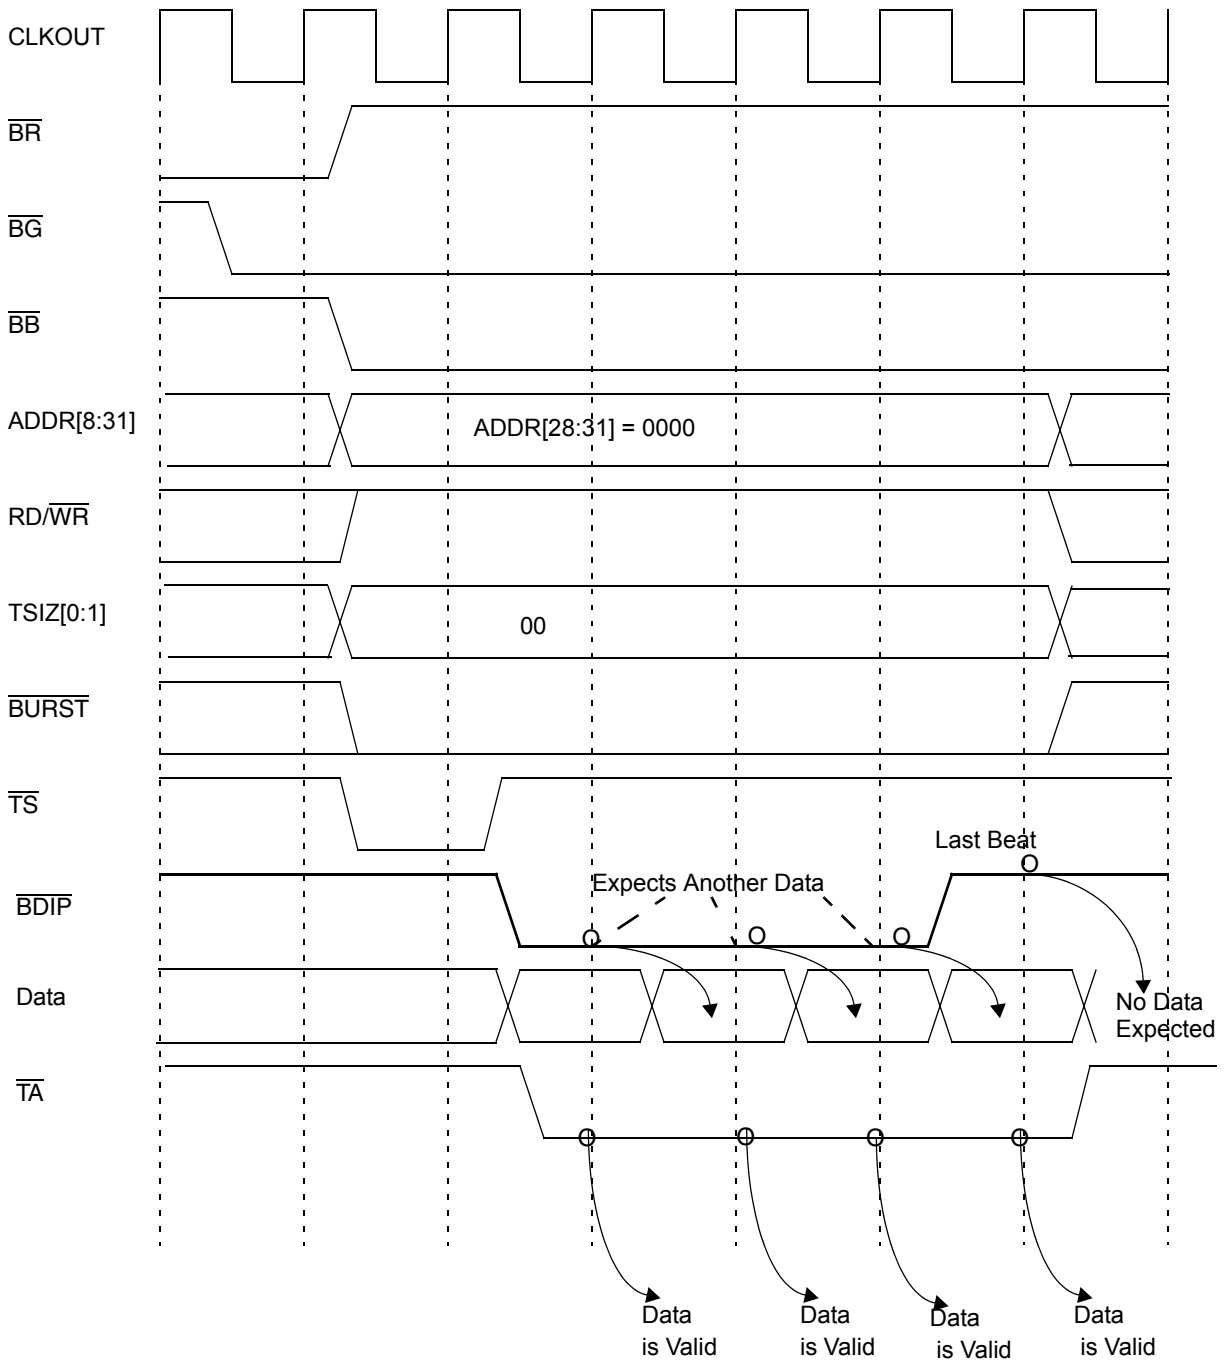 CLKOUT
BR
BG
BB
ADDR[8:31]
ADDR[28:31] = 0000
RD/WR
TSIZ[0:1]
00
BURST
TS
Last Beat
O
Expects Another Data
BDIP
O O O
Data
No Data
Expected
TA
O O O O
Data
is Valid
Data
is Valid
Data
is Valid
Data
is Valid